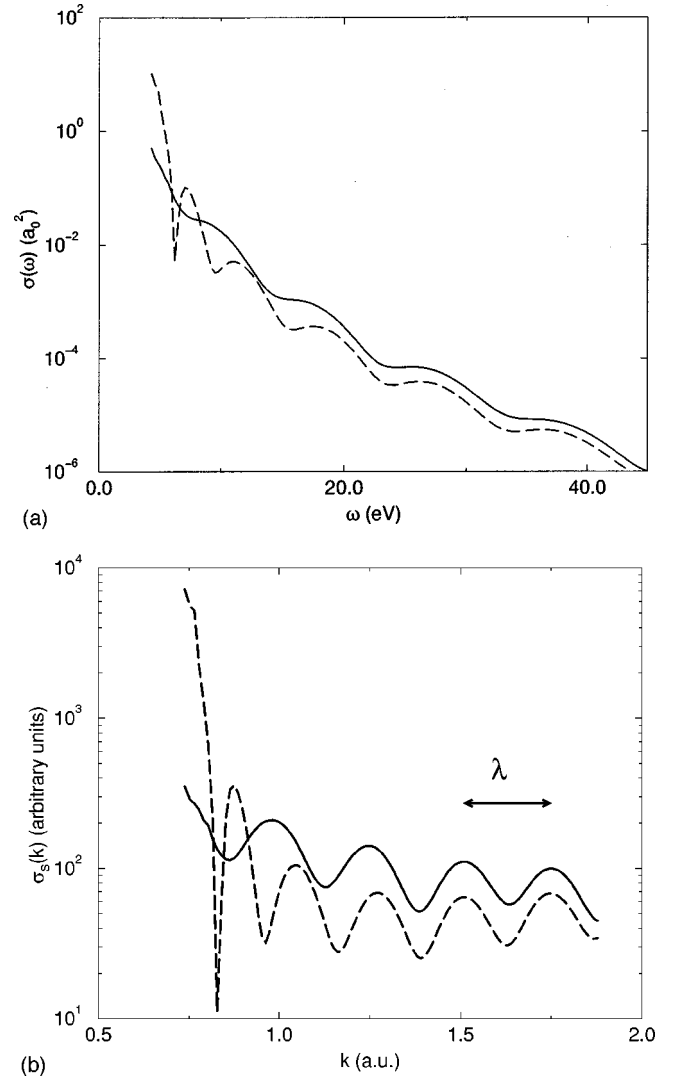 10²
10⁰
10⁻²
10⁻⁴
10⁻⁶
σ(ω) (a₀²)
0.0 20.0 40.0
ω (eV)
(a)
10⁴
10³
10²
10¹
σₛ(k) (arbitrary units)
λ
0.5 1.0 1.5 2.0
k (a.u.)
(b)